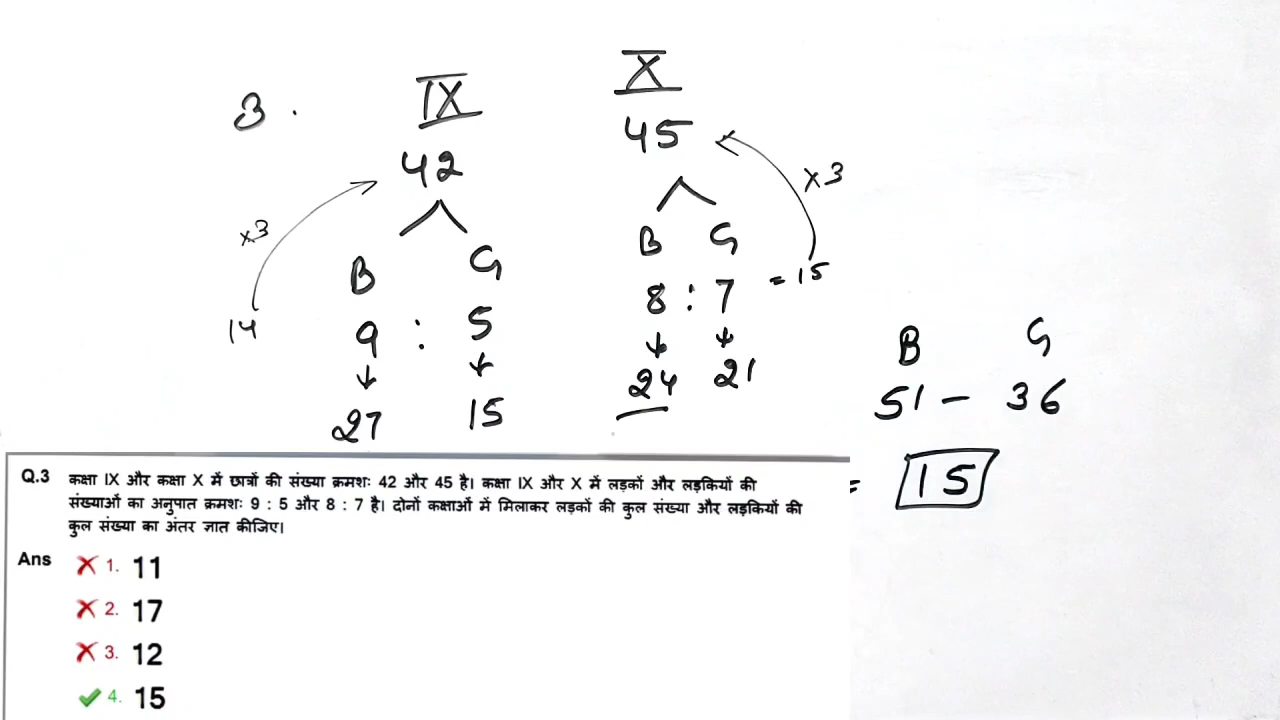 3. IX X
42 45
×3 ×3
B G B G
14 9 : 5 8 : 7 = 15
27 15 24 21
B G
51 - 36
= 15
Q.3 कक्षा IX और कक्षा X में छात्रों की संख्या क्रमशः 42 और 45 है। कक्षा IX और X में लड़कों और लड़कियों की
संख्याओं का अनुपात क्रमशः 9 : 5 और 8 : 7 है। दोनों कक्षाओं में मिलाकर लड़कों की कुल संख्या और लड़कियों की
कुल संख्या का अंतर ज्ञात कीजिए।
Ans 1. 11
2. 17
3. 12
4. 15